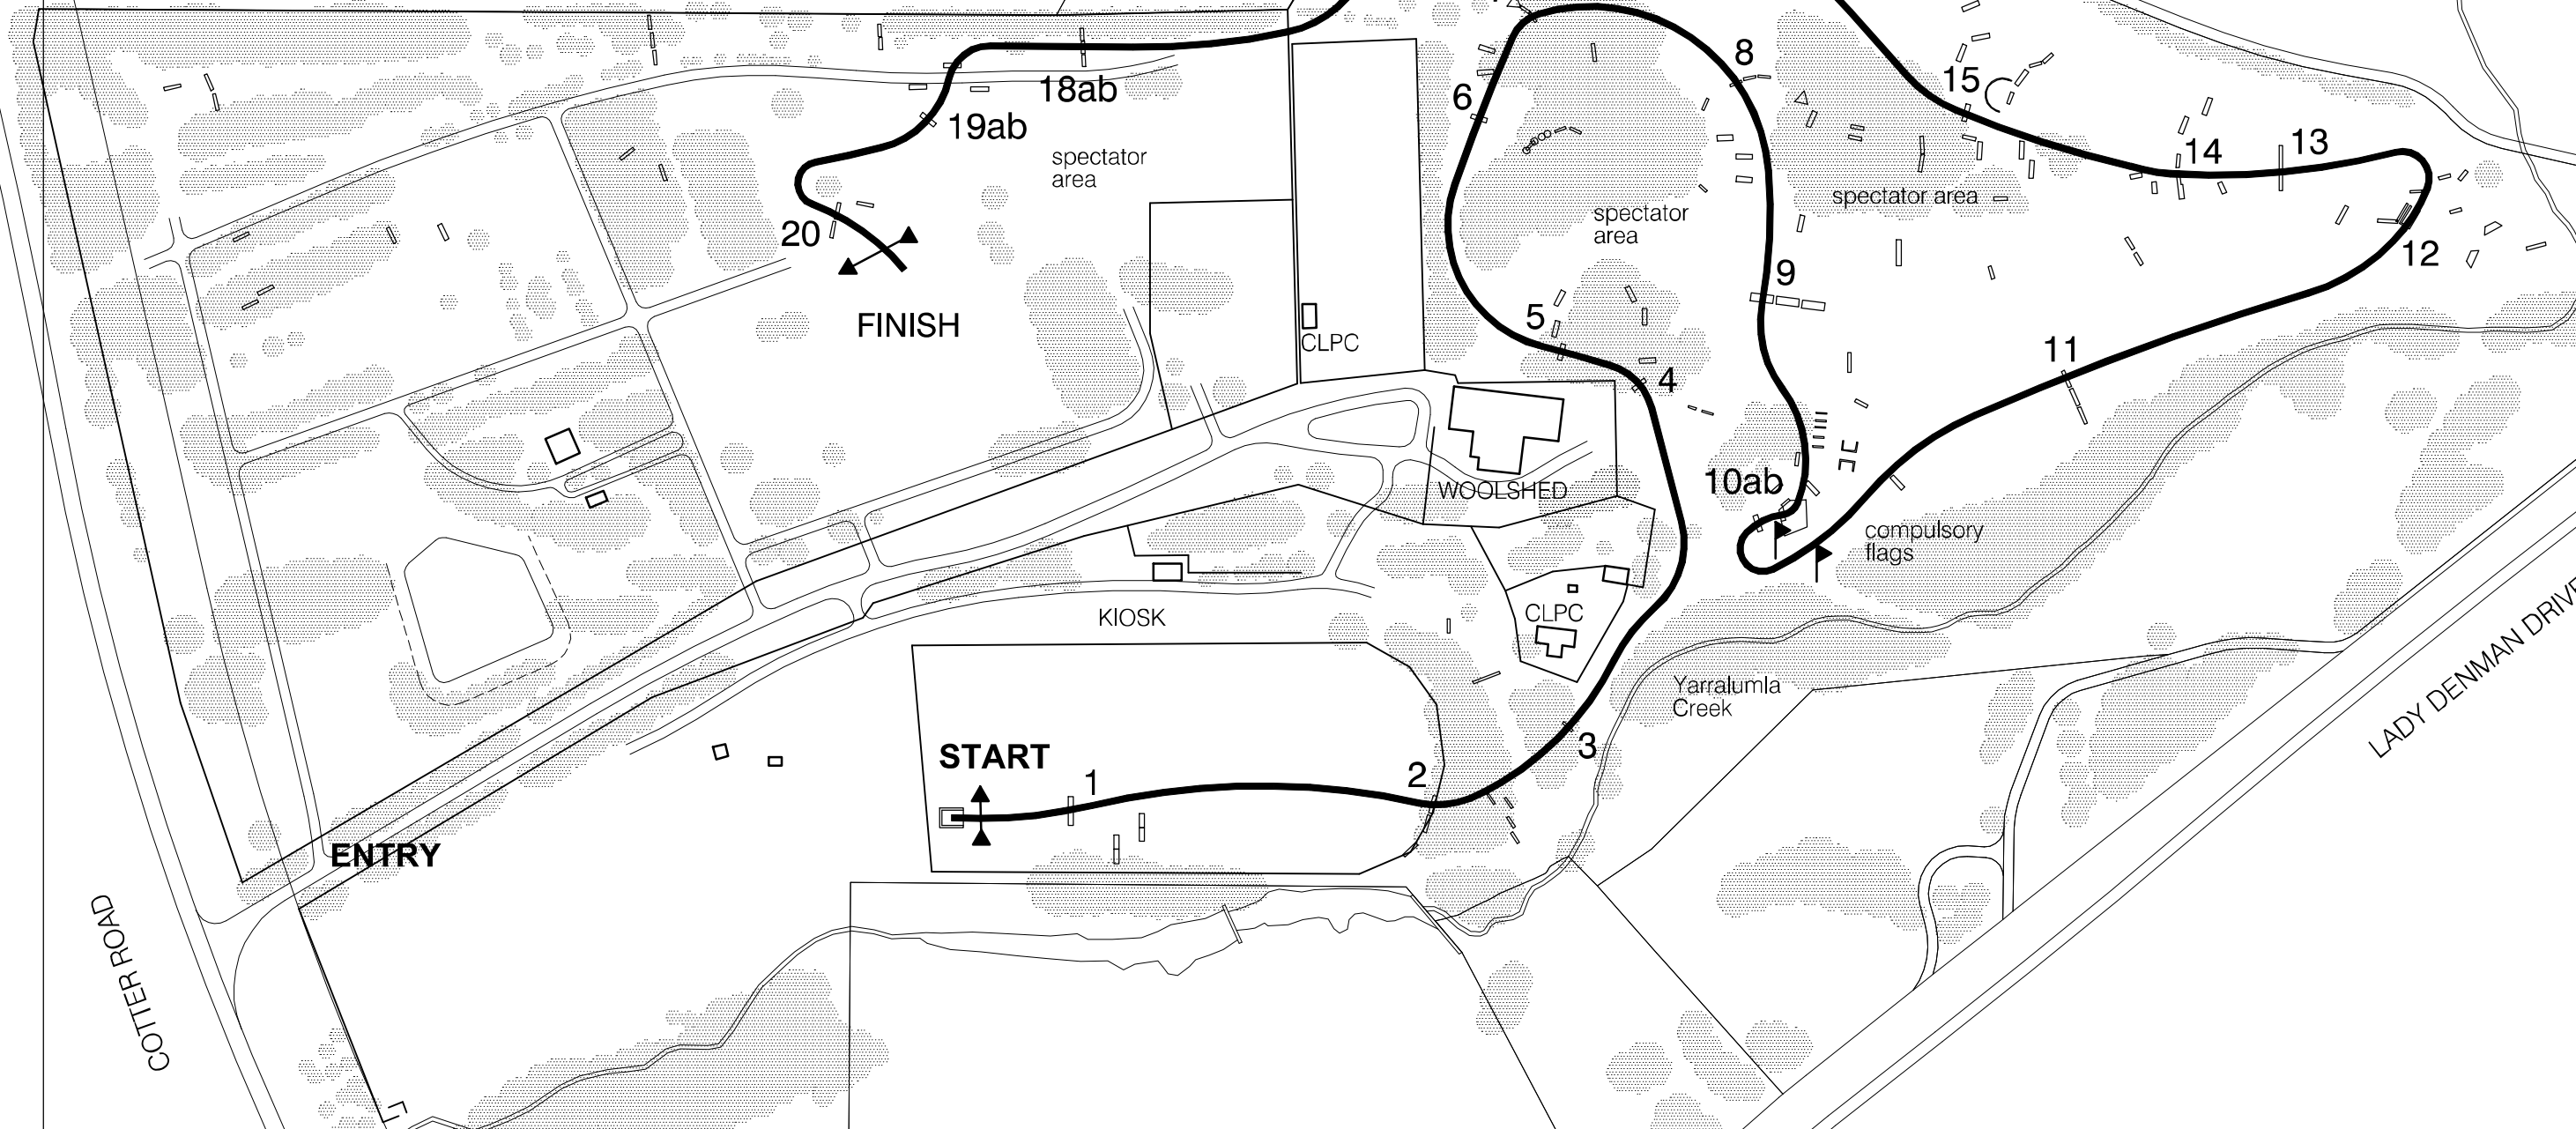 8
15
18ab
6
19ab
spectator
area
14
13
spectator area
spectator
area
20
12
9
5
FINISH
CLPC
11
4
10ab
WOOLSHED
compulsory
flags
KIOSK
CLPC
Yarralumla
Creek
LADY DENMAN DRIVE
3
START
1
2
ENTRY
COTTER ROAD